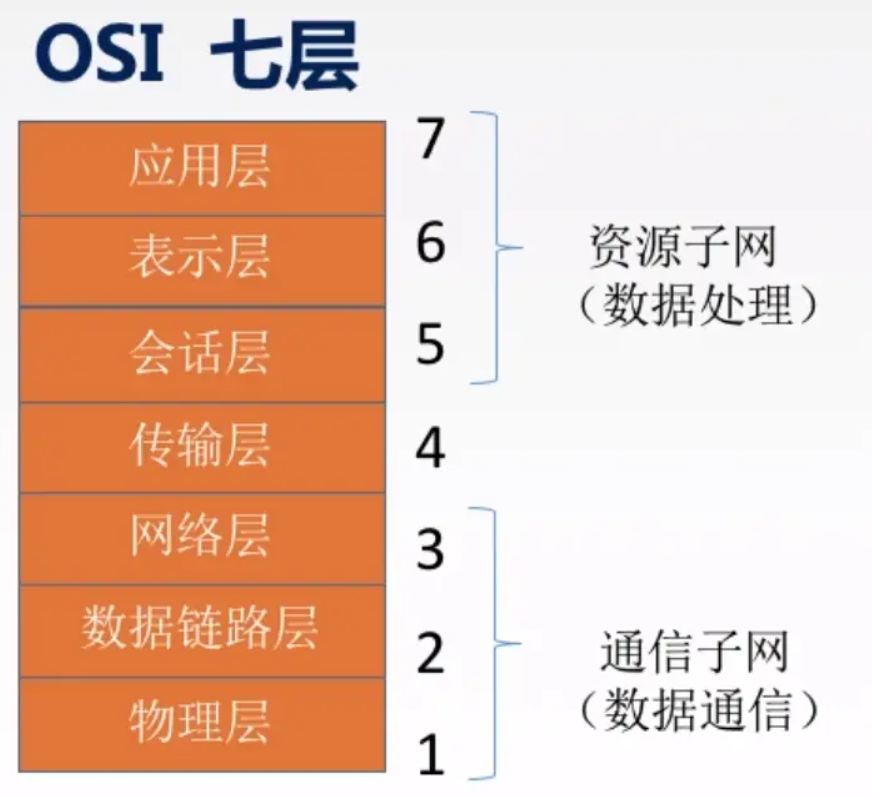 OSI 七层
应用层 7
表示层 6
会话层 5
资源子网
（数据处理）
传输层 4
网络层 3
数据链路层 2
物理层 1
通信子网
（数据通信）